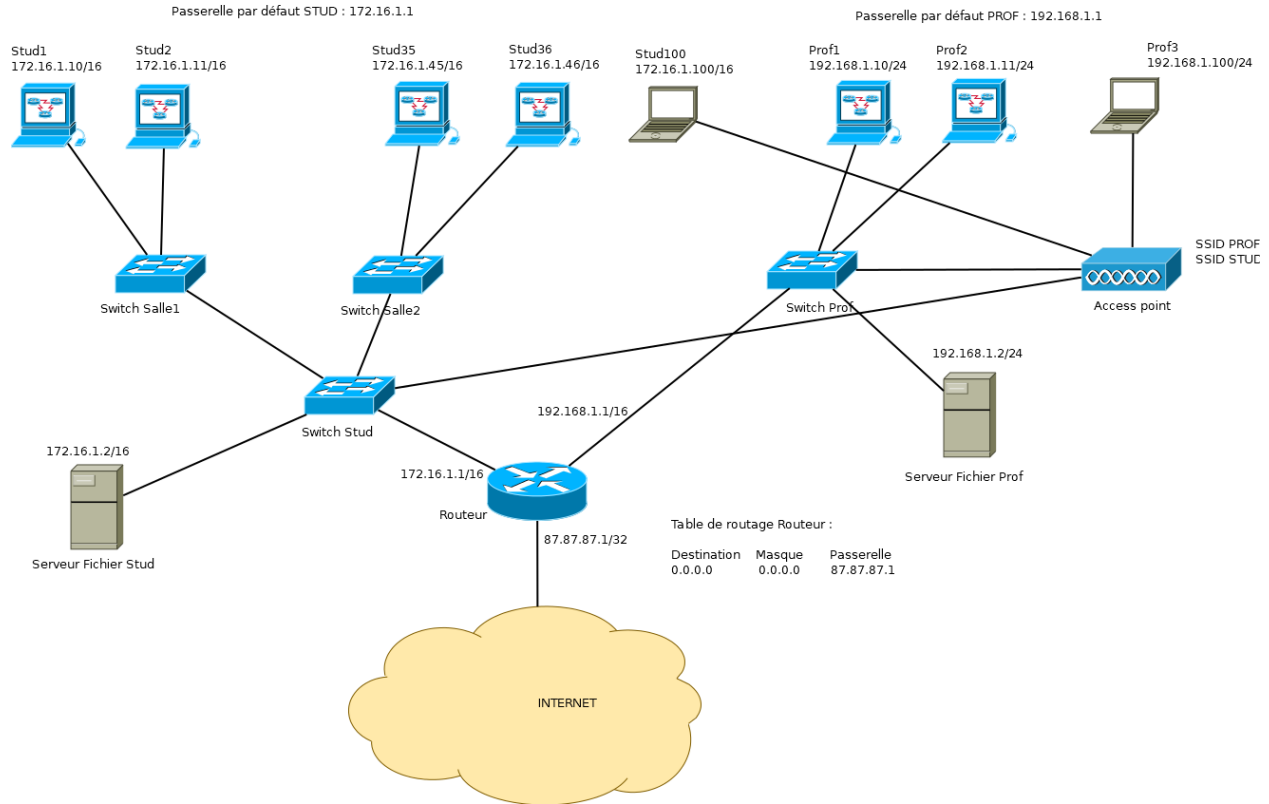 Passerelle par défaut STUD : 172.16.1.1
Passerelle par défaut PROF : 192.168.1.1
Stud1
172.16.1.10/16
Stud2
172.16.1.11/16
Stud35
172.16.1.45/16
Stud36
172.16.1.46/16
Stud100
172.16.1.100/16
Prof1
192.168.1.10/24
Prof2
192.168.1.11/24
Prof3
192.168.1.100/24
SSID PROF
SSID STUD
Switch Salle1
Switch Salle2
Switch Prof
Access point
192.168.1.2/24
192.168.1.1/16
Switch Stud
172.16.1.2/16
172.16.1.1/16
Serveur Fichier Prof
Routeur
Table de routage Routeur :
87.87.87.1/32
Destination Masque Passerelle
0.0.0.0 0.0.0.0 87.87.87.1
Serveur Fichier Stud
INTERNET